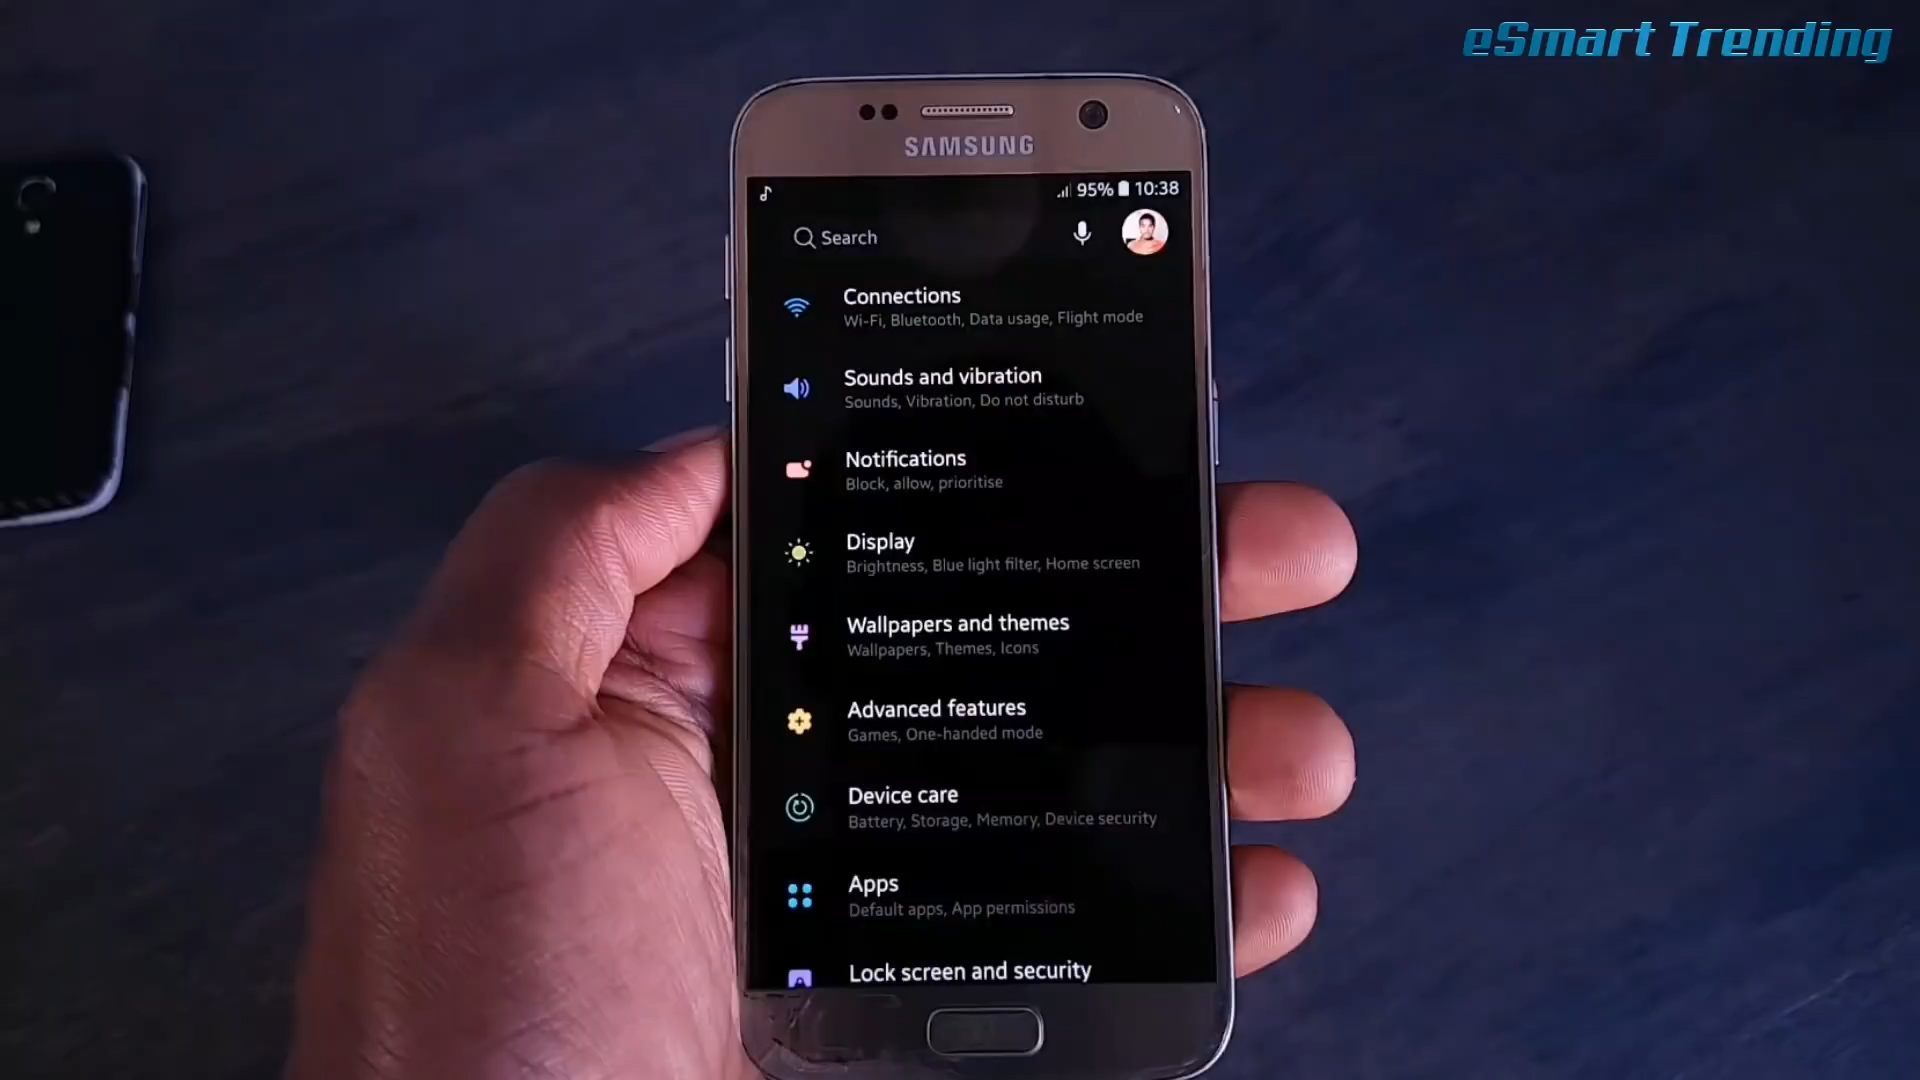 eSmart Trending
SAMSUNG
95% 10:38
Search
Connections
Wi-Fi, Bluetooth, Data usage, Flight mode
Sounds and vibration
Sounds, Vibration, Do not disturb
Notifications
Block, allow, prioritise
Display
Brightness, Blue light filter, Home screen
Wallpapers and themes
Wallpapers, Themes, Icons
Advanced features
Games, One-handed mode
Device care
Battery, Storage, Memory, Device security
Apps
Default apps, App permissions
Lock screen and security